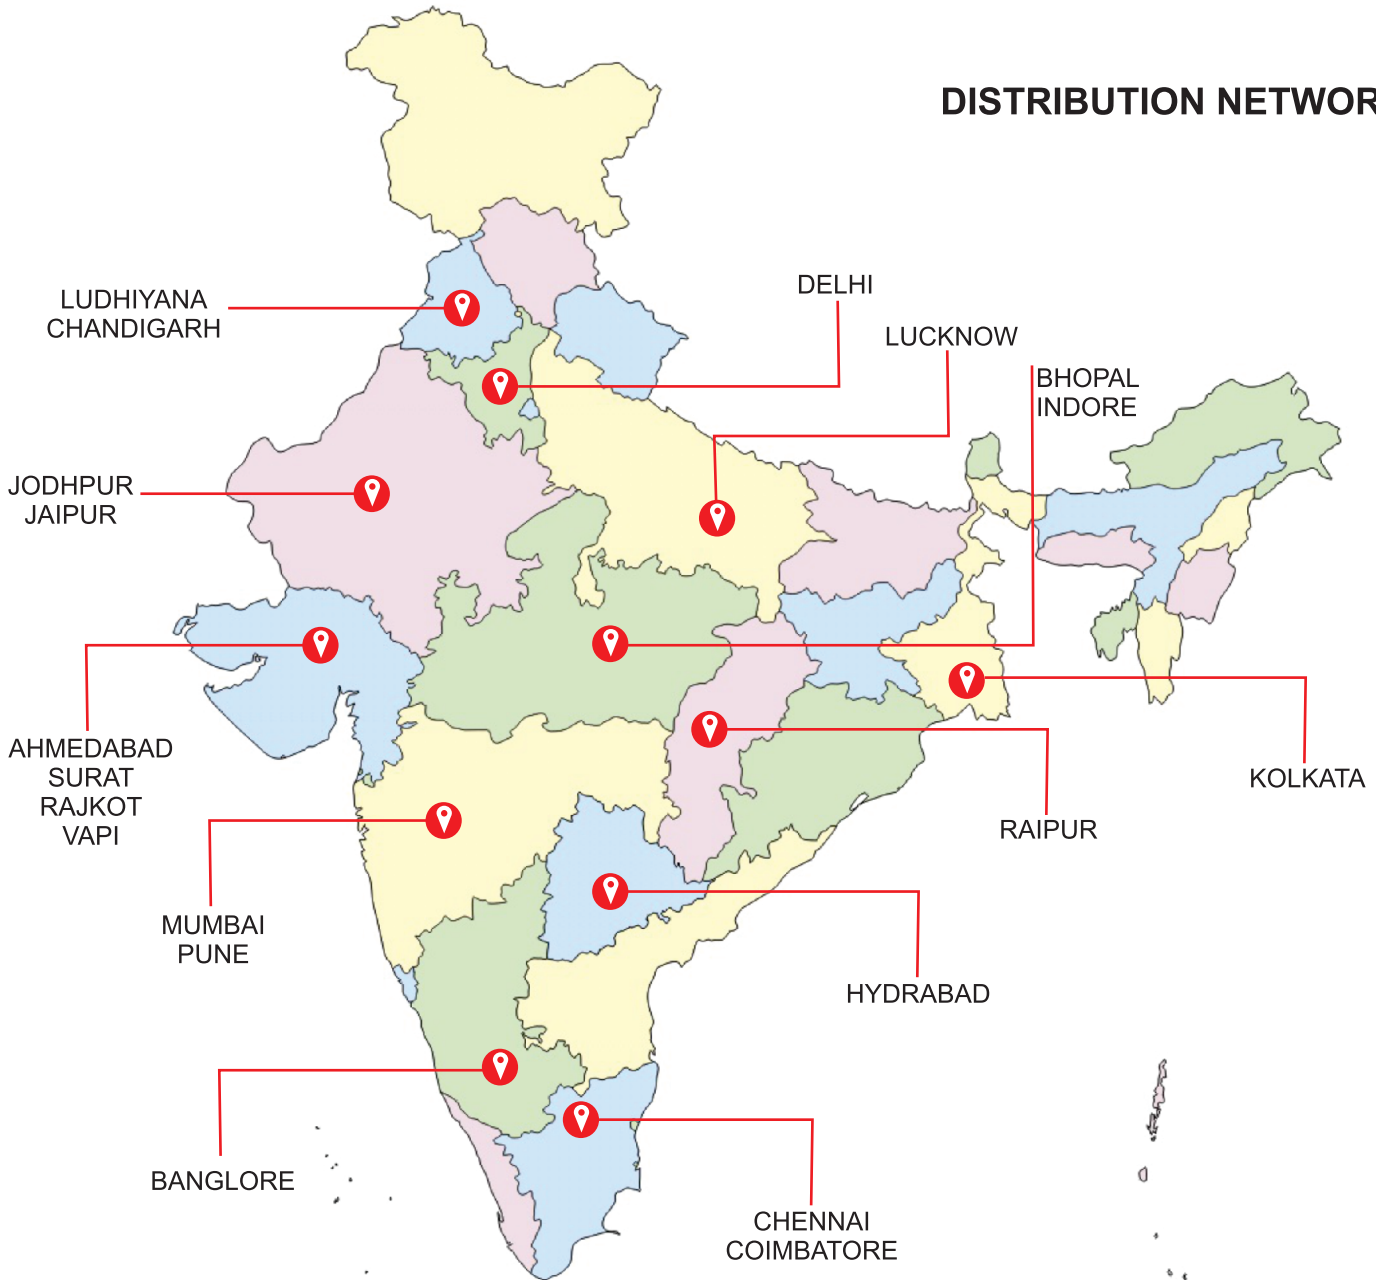 DISTRIBUTION NETWOR
DELHI
LUDHIYANA
CHANDIGARH
LUCKNOW
BHOPAL
INDORE
JODHPUR
JAIPUR
AHMEDABAD
SURAT
RAJKOT
VAPI
KOLKATA
RAIPUR
MUMBAI
PUNE
HYDRABAD
BANGLORE
CHENNAI
COIMBATORE